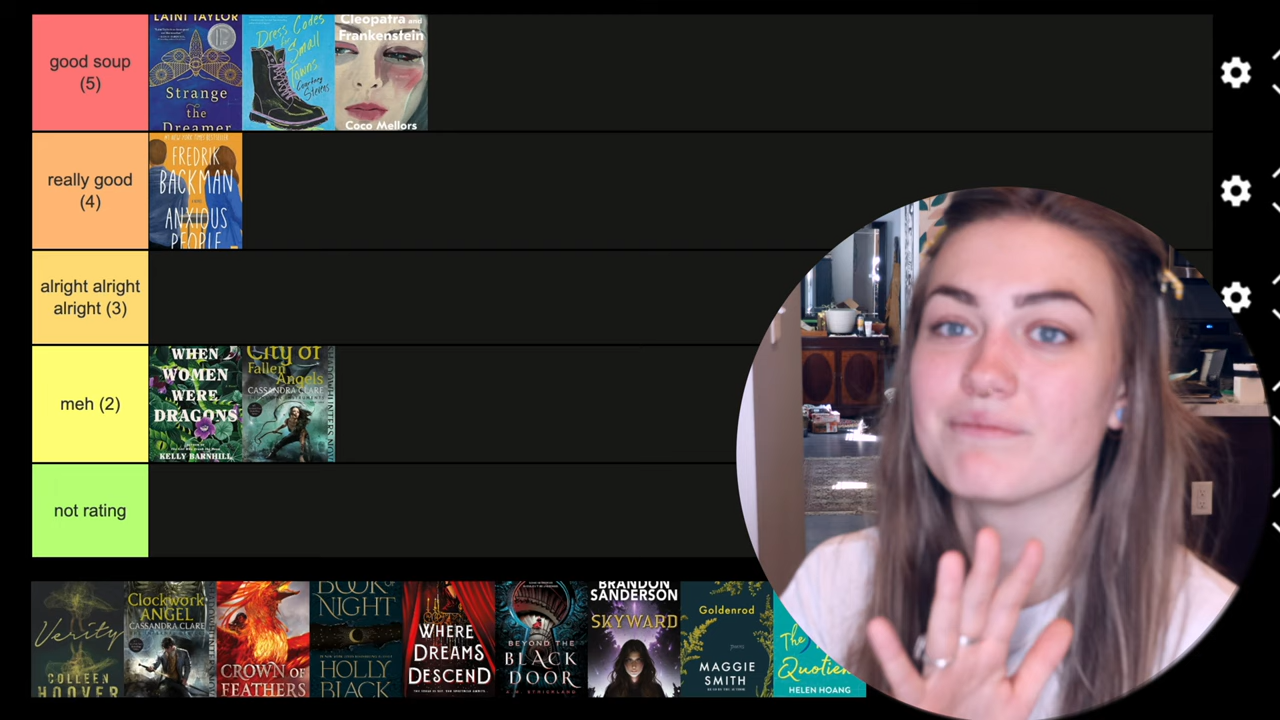 good soup
(5)
LAINI TAYLOR
Strange
the
Dreamer
Dress Codes
for
Small
Towns
Courtney
Stevens
Cleopatra and
Frankenstein
Coco Mellors
really good
(4)
FREDRIK
BACKMAN
ANXIOUS
PEOPLE
alright alright
alright (3)
meh (2)
WHEN
WOMEN
WERE
DRAGONS
KELLY BARNHILL
City of
Fallen
Angels
CASSANDRA CLARE
not rating
Verity
COLLEEN
HOOVER
Clockwork
ANGEL
CASSANDRA CLARE
CROWN OF
FEATHERS
BOOK
NIGHT
HOLLY
BLACK
WHERE
DREAMS
DESCEND
BEYOND THE
BLACK
DOOR
BRANDON
SANDERSON
SKYWARD
Goldenrod
poems
MAGGIE
SMITH
The
Quotien
HELEN HOANG